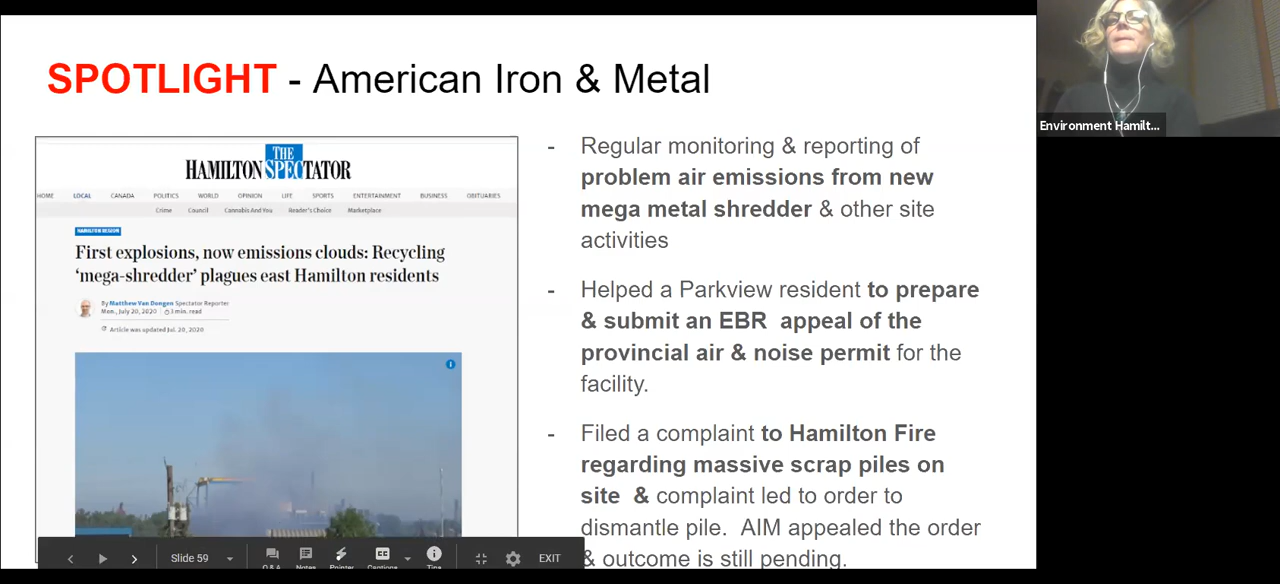 SPOTLIGHT - American Iron & Metal
Environment Hamilt...
THE
HAMILTON SPECTATOR
HOME LOCAL CANADA POLITICS WORLD OPINION LIFE SPORTS ENTERTAINMENT BUSINESS OBITUARIES
Crime Council Cannabis And You Reader's Choice Marketplace
HAMILTON REGION
First explosions, now emissions clouds: Recycling
‘mega-shredder’ plagues east Hamilton residents
By Matthew Van Dongen Spectator Reporter
Mon., July 20, 2020 3 min. read
Article was updated Jul. 20, 2020
- Regular monitoring & reporting of
problem air emissions from new
mega metal shredder & other site
activities
- Helped a Parkview resident to prepare
& submit an EBR appeal of the
provincial air & noise permit for the
facility.
- Filed a complaint to Hamilton Fire
regarding massive scrap piles on
site & complaint led to order to
dismantle pile. AIM appealed the order
& outcome is still pending.
Slide 59
Q & A Notes Pointer Captions Tips
EXIT